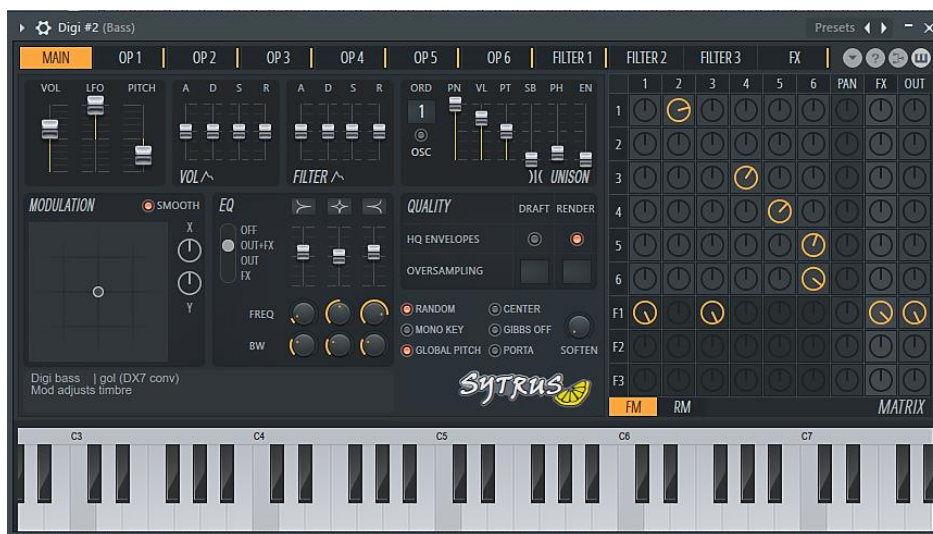 Digi #2 (Bass) Presets
MAIN OP 1 OP 2 OP 3 OP 4 OP 5 OP 6 FILTER 1 FILTER 2 FILTER 3 FX
VOL LFO PITCH A D S R A D S R ORD PN VL PT SB PH EN
1
OSC
VOL FILTER UNISON
MODULATION SMOOTH
X
Y
EQ
OFF
OUT+FX
OUT
FX
FREQ
BW
QUALITY DRAFT RENDER
HQ ENVELOPES
OVERSAMPLING
RANDOM CENTER
MONO KEY GIBBS OFF
GLOBAL PITCH PORTA SOFTEN
Digi bass | gol (DX7 conv)
Mod adjusts timbre
SYTRUS
1 2 3 4 5 6 PAN FX OUT
1
2
3
4
5
6
F1
F2
F3
FM RM MATRIX
C3 C4 C5 C6 C7